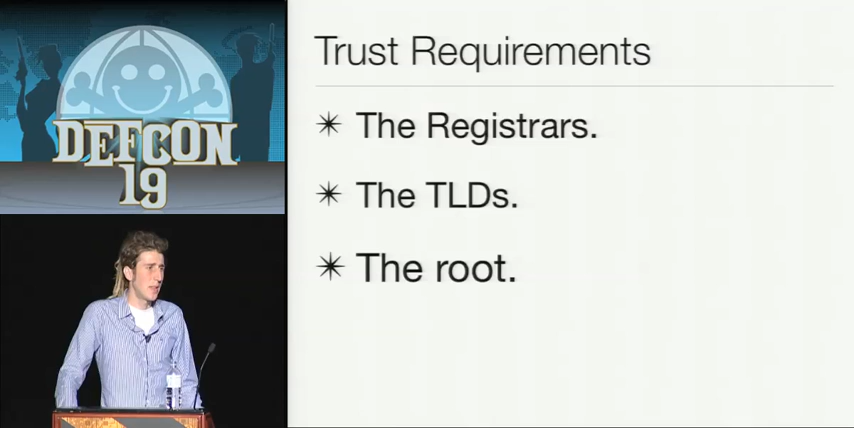 DEFCON
19
Trust Requirements
The Registrars.
The TLDs.
The root.